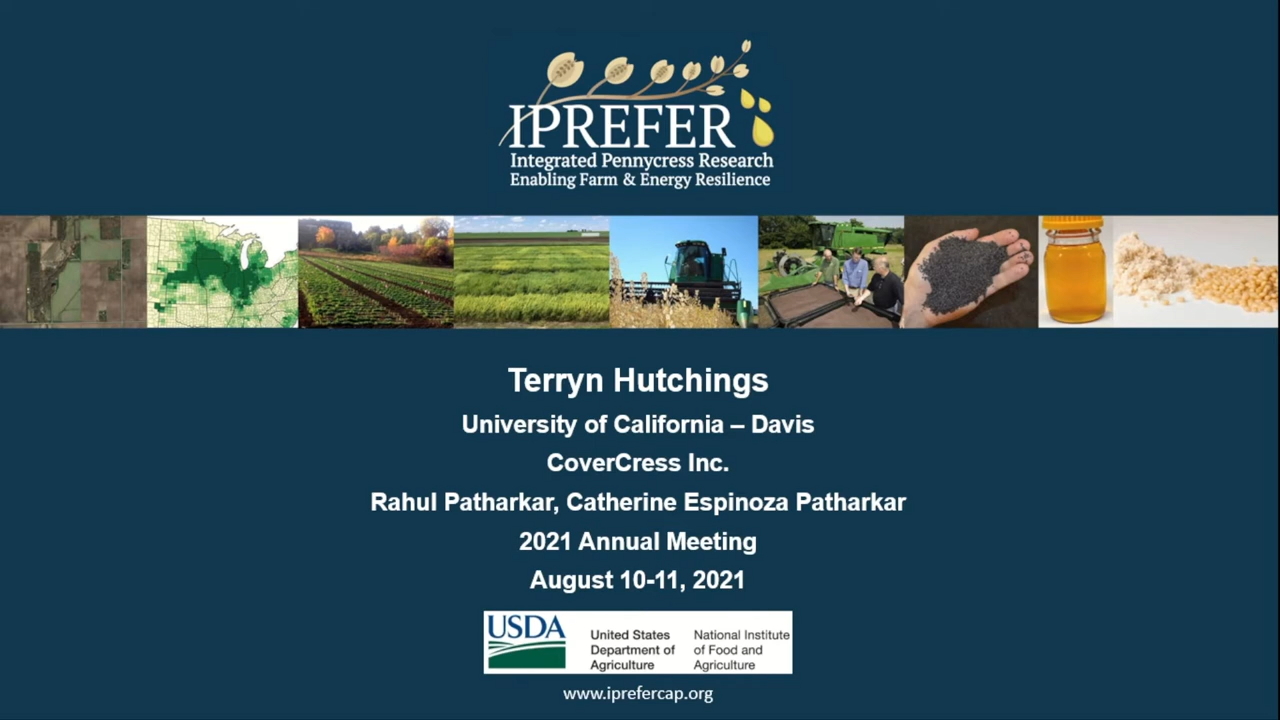 IPREFER
Integrated Pennycress Research
Enabling Farm & Energy Resilience
Terryn Hutchings
University of California – Davis
CoverCress Inc.
Rahul Patharkar, Catherine Espinoza Patharkar
2021 Annual Meeting
August 10-11, 2021
USDA
United States
Department of
Agriculture
National Institute
of Food and
Agriculture
www.iprefercap.org